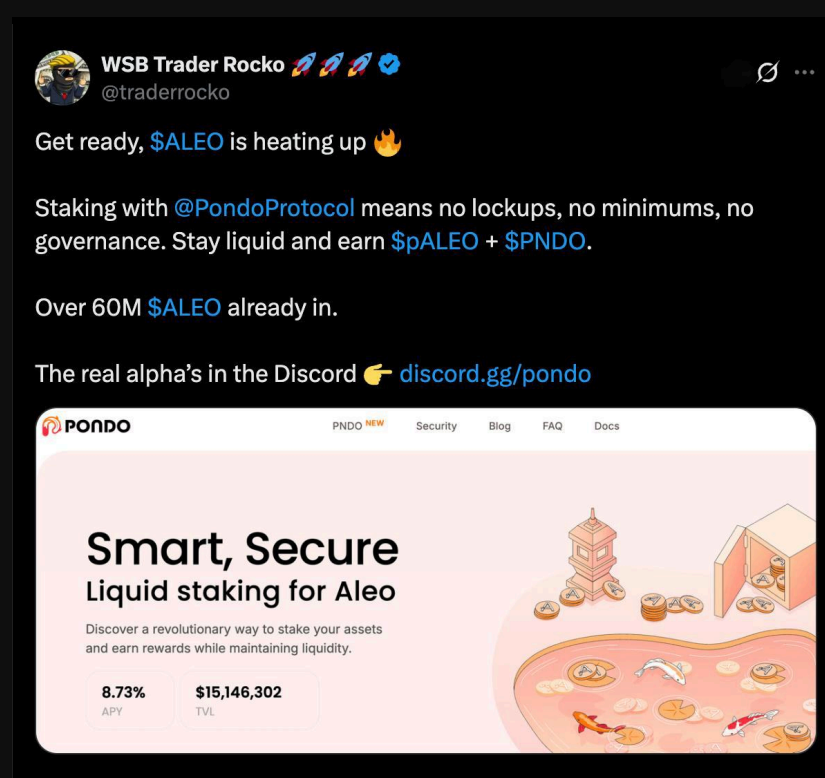 WSB Trader Rocko 🚀🚀🚀
@traderrocko
Get ready, $ALEO is heating up 🔥
Staking with @PondoProtocol means no lockups, no minimums, no
governance. Stay liquid and earn $pALEO + $PNDO.
Over 60M $ALEO already in.
The real alpha’s in the Discord 👉 discord.gg/pondo
PONDO
PNDO NEW Security Blog FAQ Docs
Smart, Secure
Liquid staking for Aleo
Discover a revolutionary way to stake your assets
and earn rewards while maintaining liquidity.
8.73% $15,146,302
APY TVL